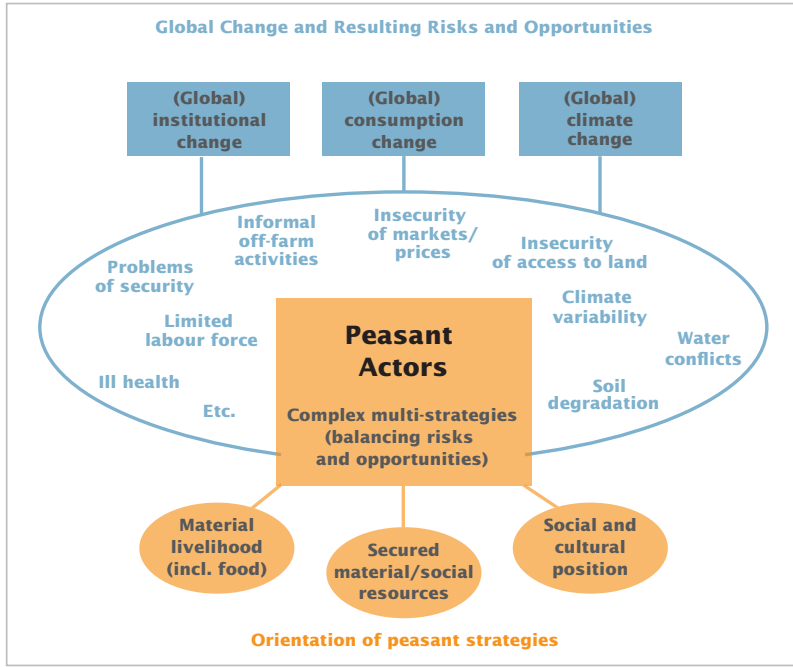 Global Change and Resulting Risks and Opportunities
(Global)
institutional
change
(Global)
consumption
change
(Global)
climate
change
Informal
off-farm
activities
Insecurity
of markets/
prices
Insecurity
of access to land
Problems
of security
Climate
variability
Limited
labour force
Water
conflicts
Ill health
Soil
degradation
Etc.
Peasant
Actors
Complex multi-strategies
(balancing risks
and opportunities)
Material
livelihood
(incl. food)
Secured
material/social
resources
Social and
cultural
position
Orientation of peasant strategies